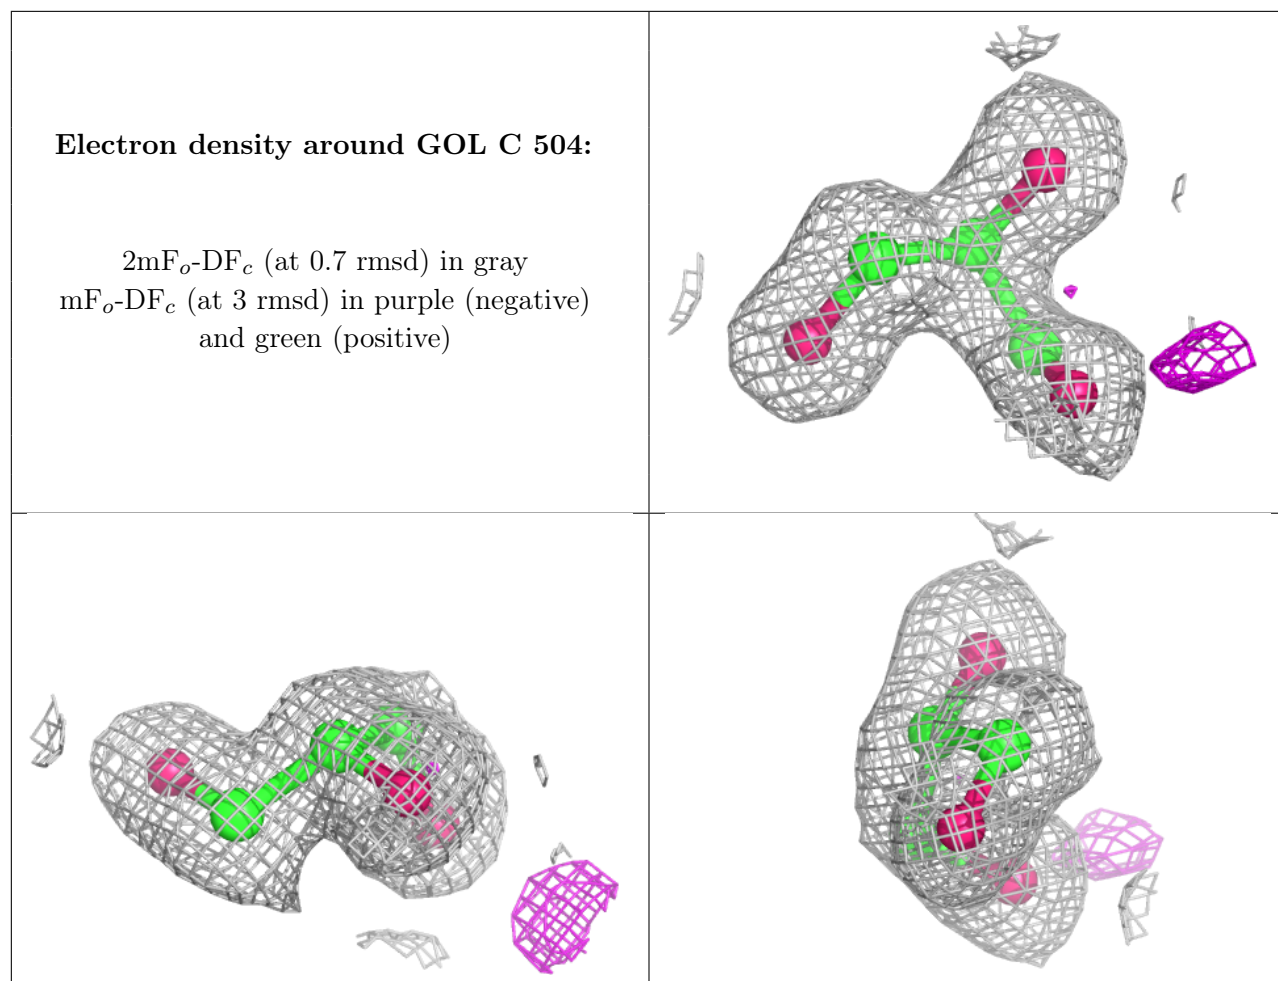 Electron density around GOL C 504:
2mFo-DFc (at 0.7 rmsd) in gray
mFo-DFc (at 3 rmsd) in purple (negative)
and green (positive)